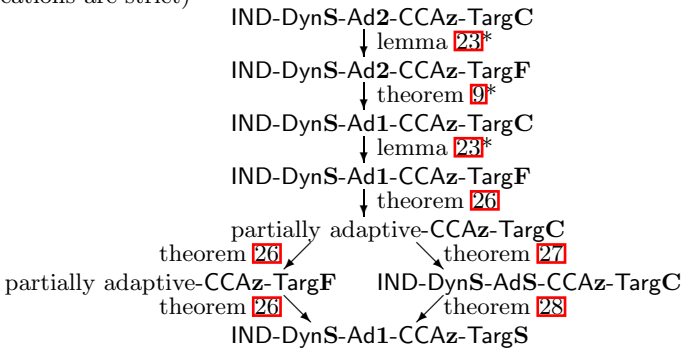 cations are strict)
IND-DynS-Ad2-CCAz-TargC
lemma 23*
IND-DynS-Ad2-CCAz-TargF
theorem 9*
IND-DynS-Ad1-CCAz-TargC
lemma 23*
IND-DynS-Ad1-CCAz-TargF
theorem 26
partially adaptive-CCAz-TargC
theorem 26 theorem 27
partially adaptive-CCAz-TargF IND-DynS-AdS-CCAz-TargC
theorem 26 theorem 28
IND-DynS-Ad1-CCAz-TargS